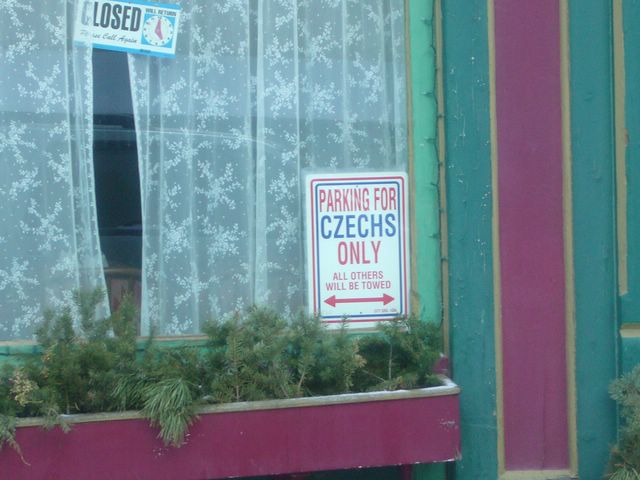 CLOSED
WILL RETURN
Please Call Again
PARKING FOR
CZECHS
ONLY
ALL OTHERS
WILL BE TOWED